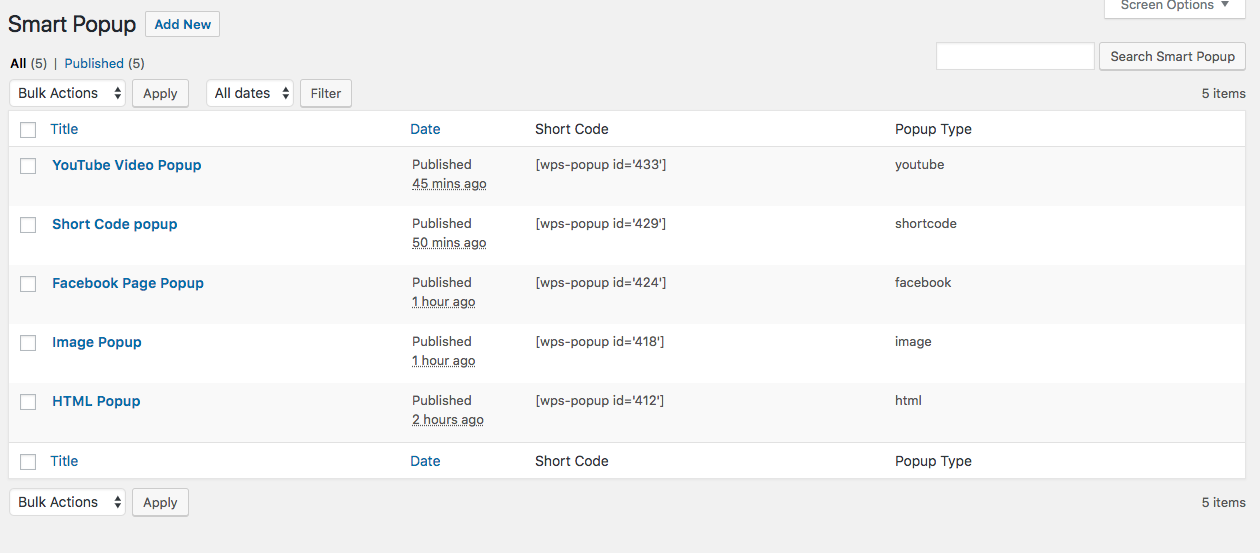 Screen Options ▼
Smart Popup Add New
All (5) | Published (5)
Search Smart Popup
Bulk Actions Apply All dates Filter 5 items
Title Date Short Code Popup Type
YouTube Video Popup Published [wps-popup id='433'] youtube
45 mins ago
Short Code popup Published [wps-popup id='429'] shortcode
50 mins ago
Facebook Page Popup Published [wps-popup id='424'] facebook
1 hour ago
Image Popup Published [wps-popup id='418'] image
1 hour ago
HTML Popup Published [wps-popup id='412'] html
2 hours ago
Title Date Short Code Popup Type
Bulk Actions Apply 5 items